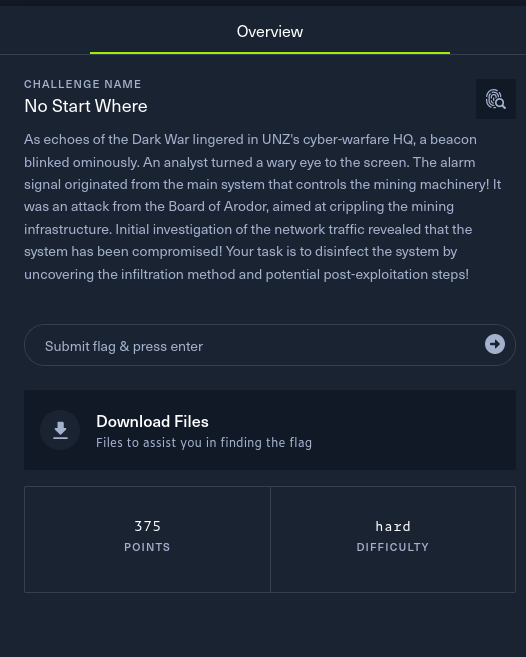 Overview
CHALLENGE NAME
No Start Where
As echoes of the Dark War lingered in UNZ's cyber-warfare HQ, a beacon
blinked ominously. An analyst turned a wary eye to the screen. The alarm
signal originated from the main system that controls the mining machinery! It
was an attack from the Board of Arodor, aimed at crippling the mining
infrastructure. Initial investigation of the network traffic revealed that the
system has been compromised! Your task is to disinfect the system by
uncovering the infiltration method and potential post-exploitation steps!
Submit flag & press enter
Download Files
Files to assist you in finding the flag
375
POINTS
hard
DIFFICULTY